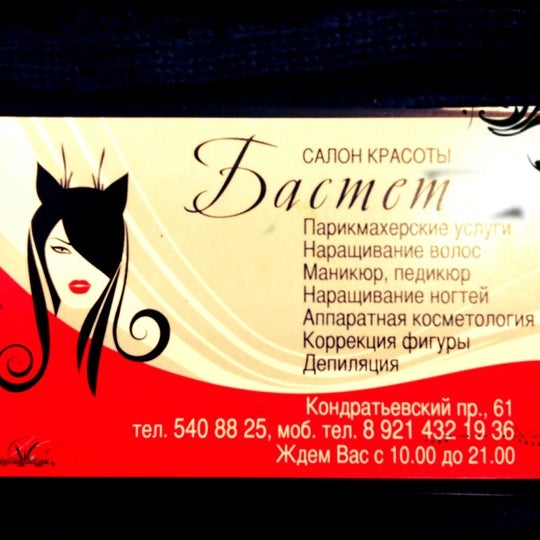 САЛОН КРАСОТЫ
Бастет
Парикмахерские услуги
Наращивание волос
Маникюр, педикюр
Наращивание ногтей
Аппаратная косметология
Коррекция фигуры
Депиляция
Кондратьевский пр., 61
тел. 540 88 25, моб. тел. 8 921 432 19 36
Ждем Вас с 10.00 до 21.00